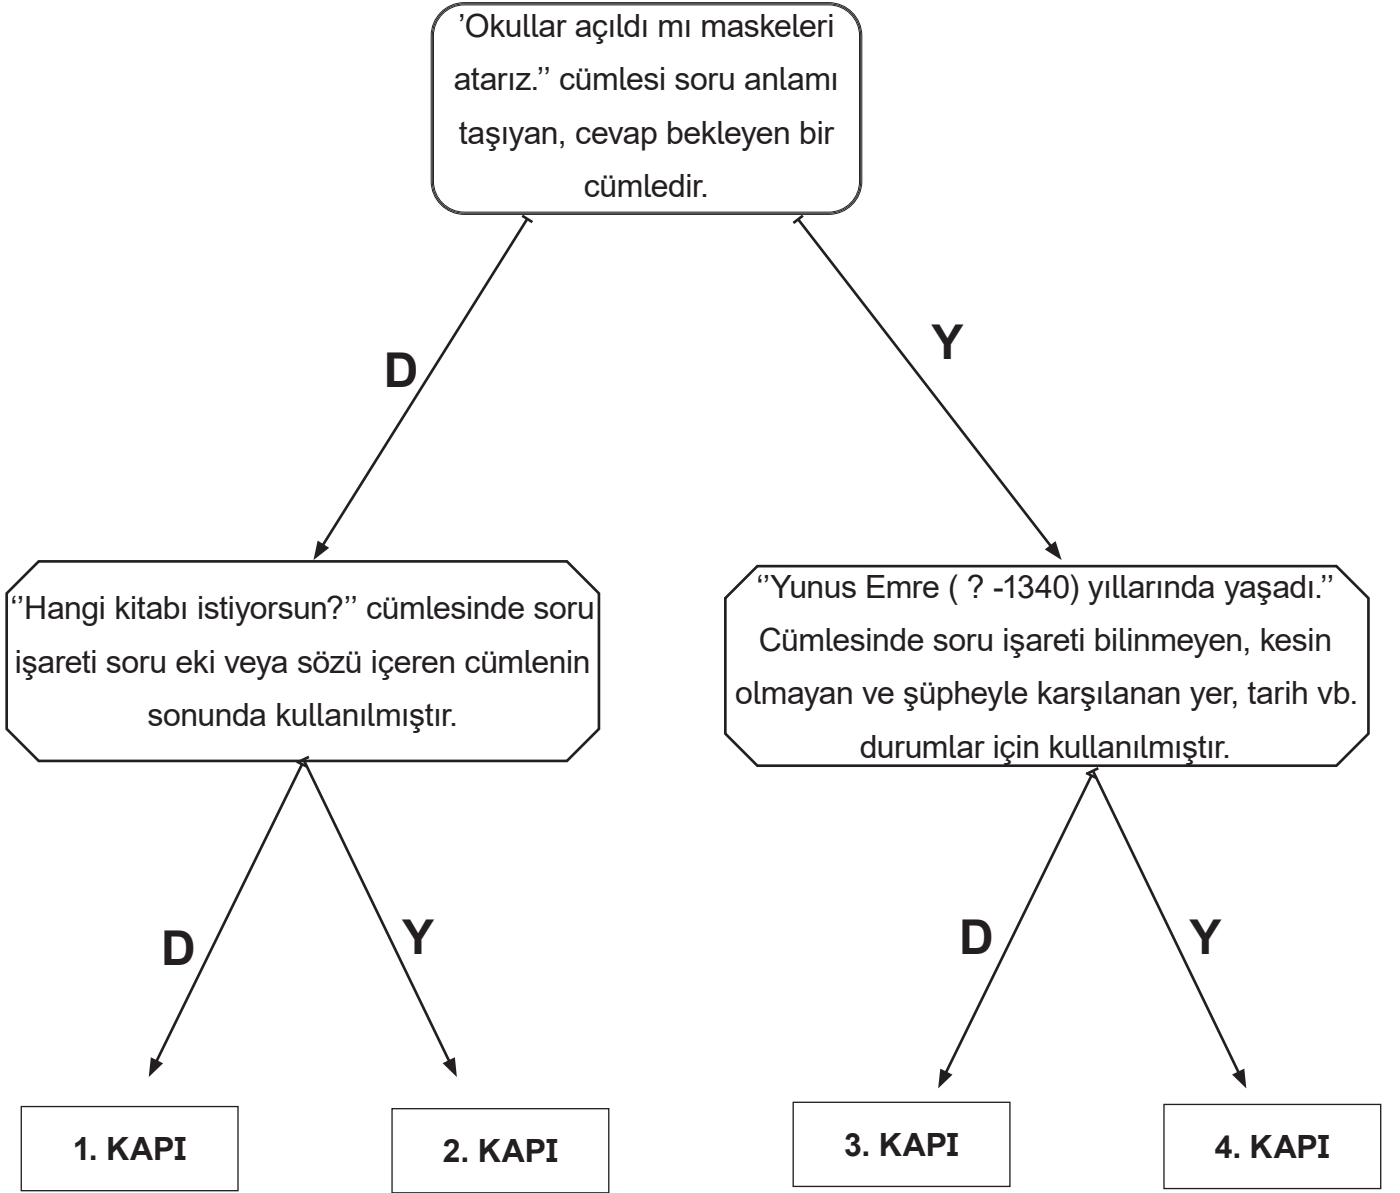 ’Okullar açıldı mı maskeleri
atarız.’’ cümlesi soru anlamı
taşıyan, cevap bekleyen bir
cümledir.
D
Y
‘’Hangi kitabı istiyorsun?’’ cümlesinde soru
işareti soru eki veya sözü içeren cümlenin
sonunda kullanılmıştır.
‘’Yunus Emre ( ? -1340) yıllarında yaşadı.’’
Cümlesinde soru işareti bilinmeyen, kesin
olmayan ve şüpheyle karşılanan yer, tarih vb.
durumlar için kullanılmıştır.
D
Y
D
Y
1. KAPI
2. KAPI
3. KAPI
4. KAPI